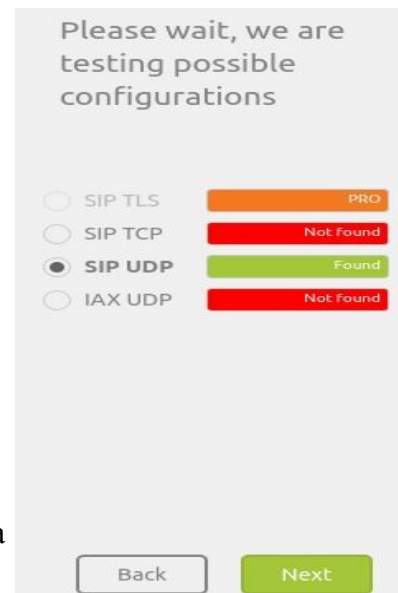 Please wait, we are
testing possible
configurations
SIP TLS PRO
SIP TCP Not found
SIP UDP Found
IAX UDP Not found
a
Back Next